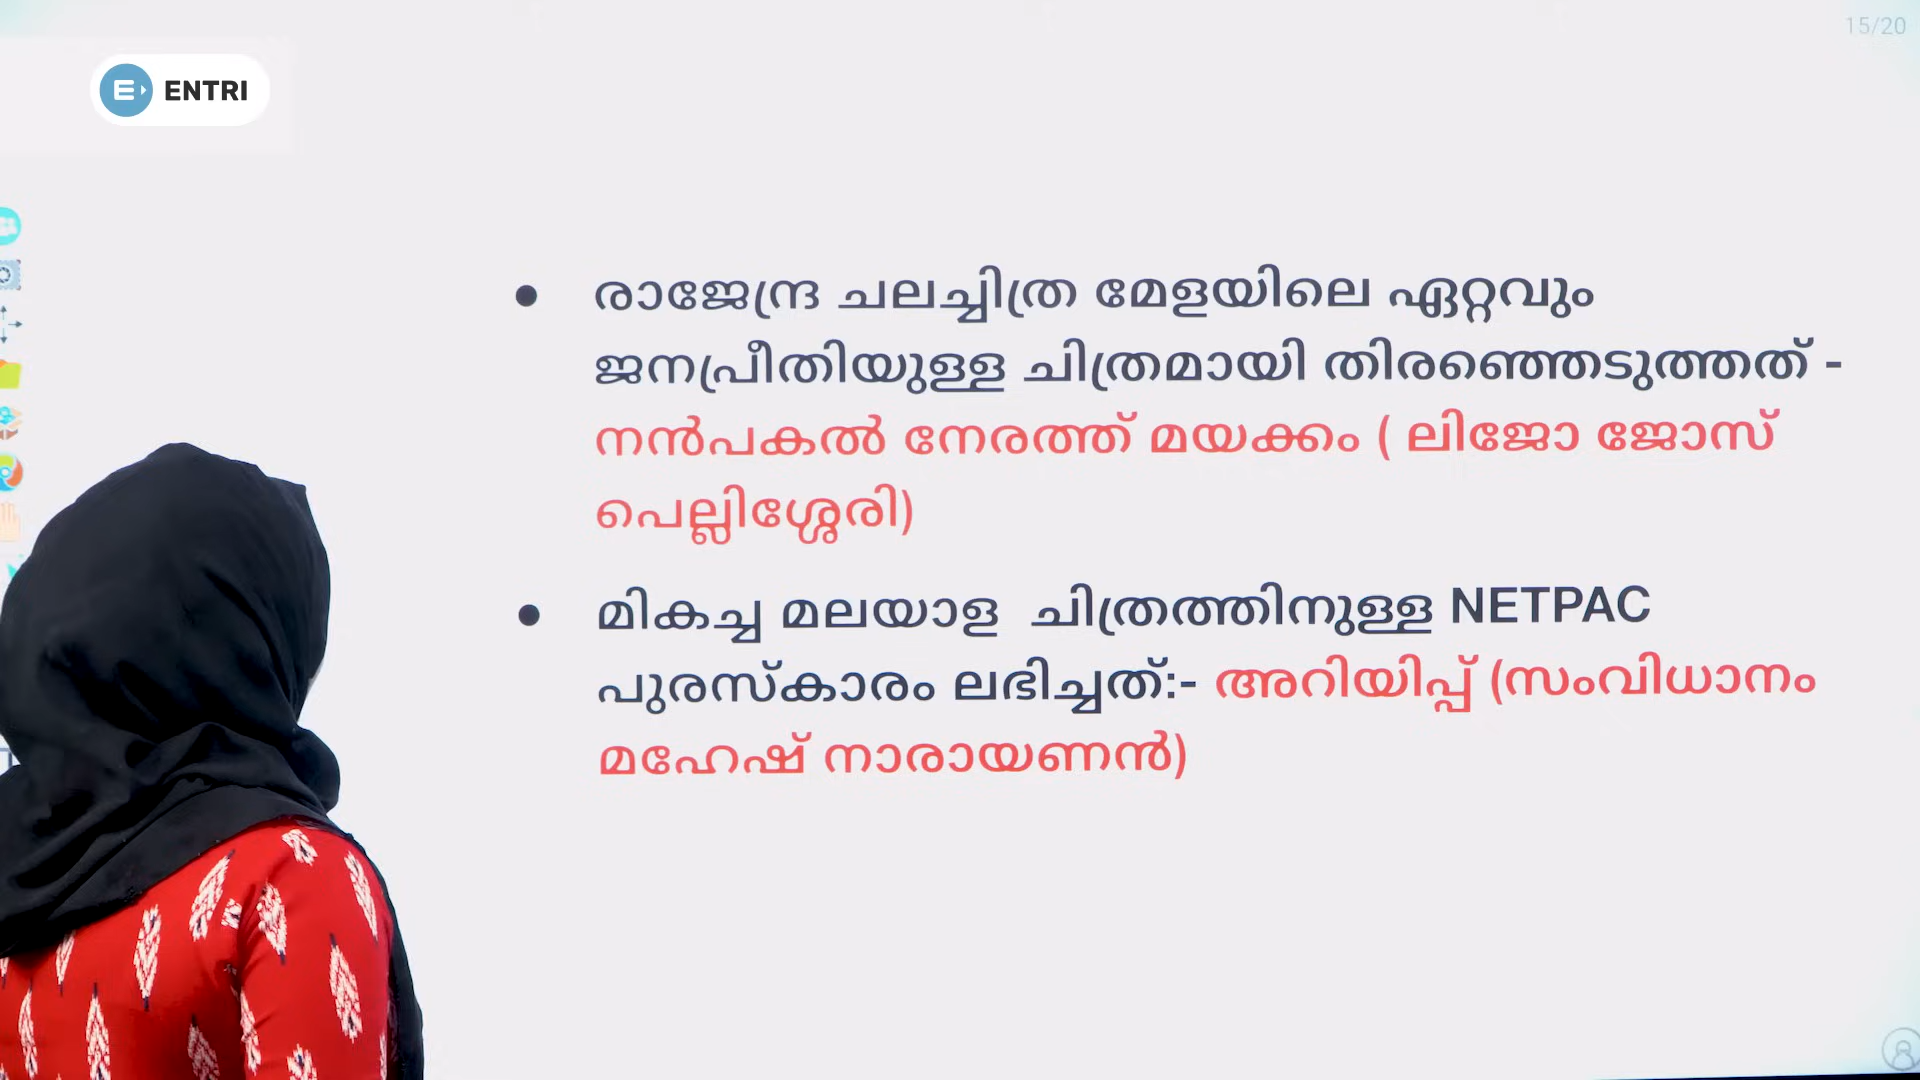 15/20
ENTRI
രാജേന്ദ്ര ചലച്ചിത്ര മേളയിലെ ഏറ്റവും
ജനപ്രീതിയുള്ള ചിത്രമായി തിരഞ്ഞെടുത്തത് -
നൻപകൽ നേരത്ത് മയക്കം ( ലിജോ ജോസ്
പെല്ലിശ്ശേരി)
മികച്ച മലയാള ചിത്രത്തിനുള്ള NETPAC
പുരസ്കാരം ലഭിച്ചത്:- അറിയിപ്പ് (സംവിധാനം
മഹേഷ് നാരായണൻ)